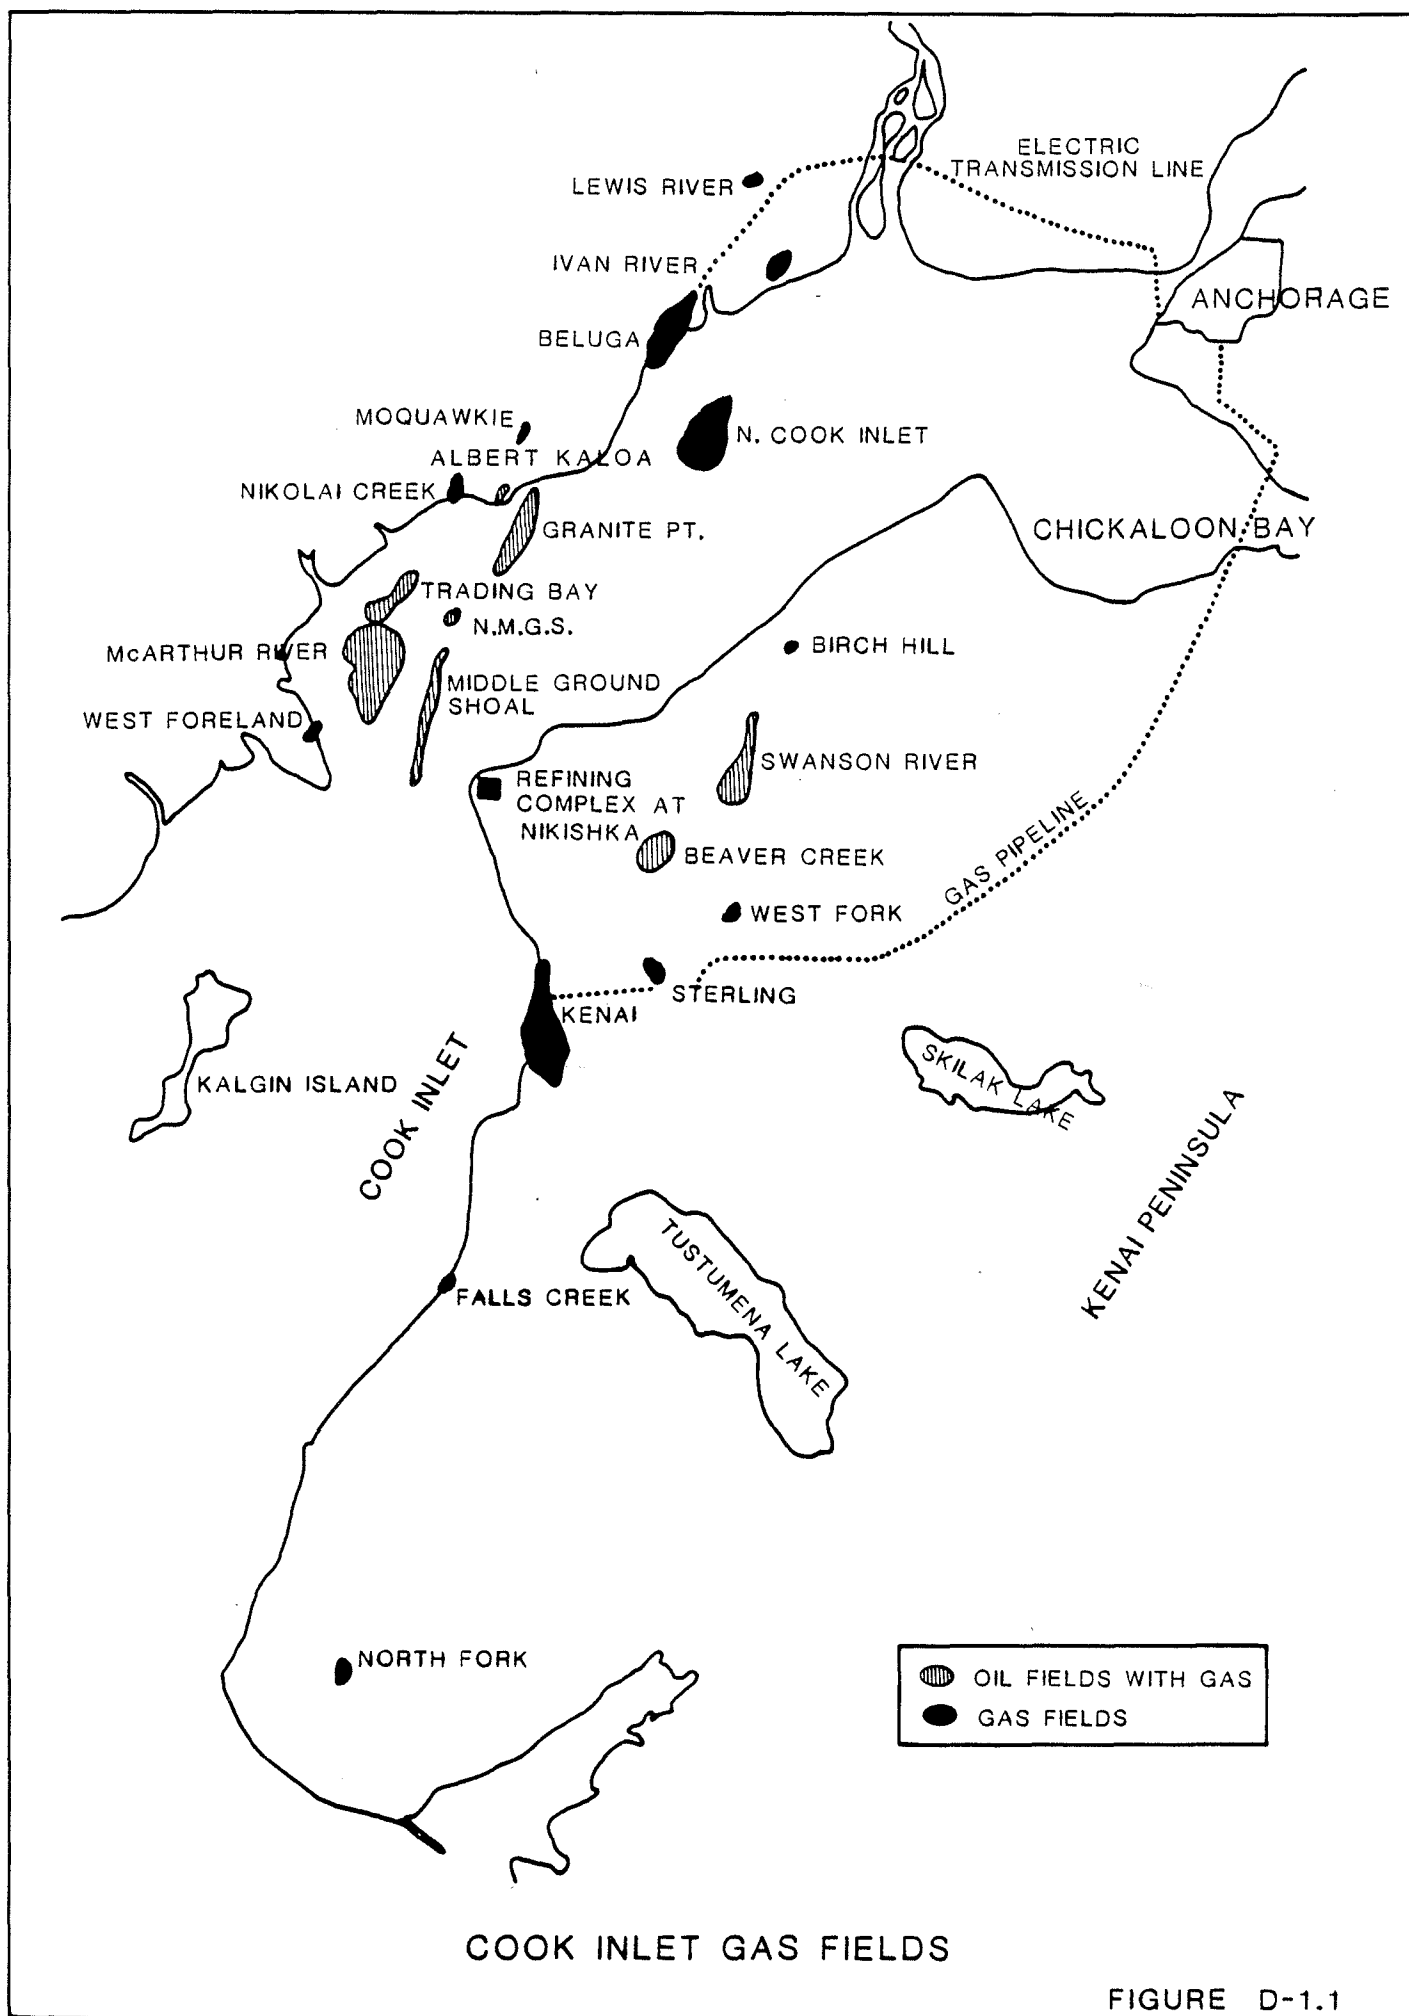 ELECTRIC
TRANSMISSION LINE
LEWIS RIVER
IVAN RIVER
ANCHORAGE
BELUGA
MOQUAWKIE
N. COOK INLET
ALBERT KALOA
NIKOLAI CREEK
GRANITE PT.
CHICKALOON BAY
TRADING BAY
N.M.G.S.
McARTHUR RIVER
BIRCH HILL
MIDDLE GROUND
SHOAL
WEST FORELAND
SWANSON RIVER
REFINING
COMPLEX AT
NIKISHKA
BEAVER CREEK
GAS PIPELINE
WEST FORK
STERLING
KENAI
KALGIN ISLAND
COOK INLET
SKILAK LAKE
KENAI PENINSULA
TUSTUMENA LAKE
FALLS CREEK
NORTH FORK
OIL FIELDS WITH GAS
GAS FIELDS
COOK INLET GAS FIELDS
FIGURE D-1.1